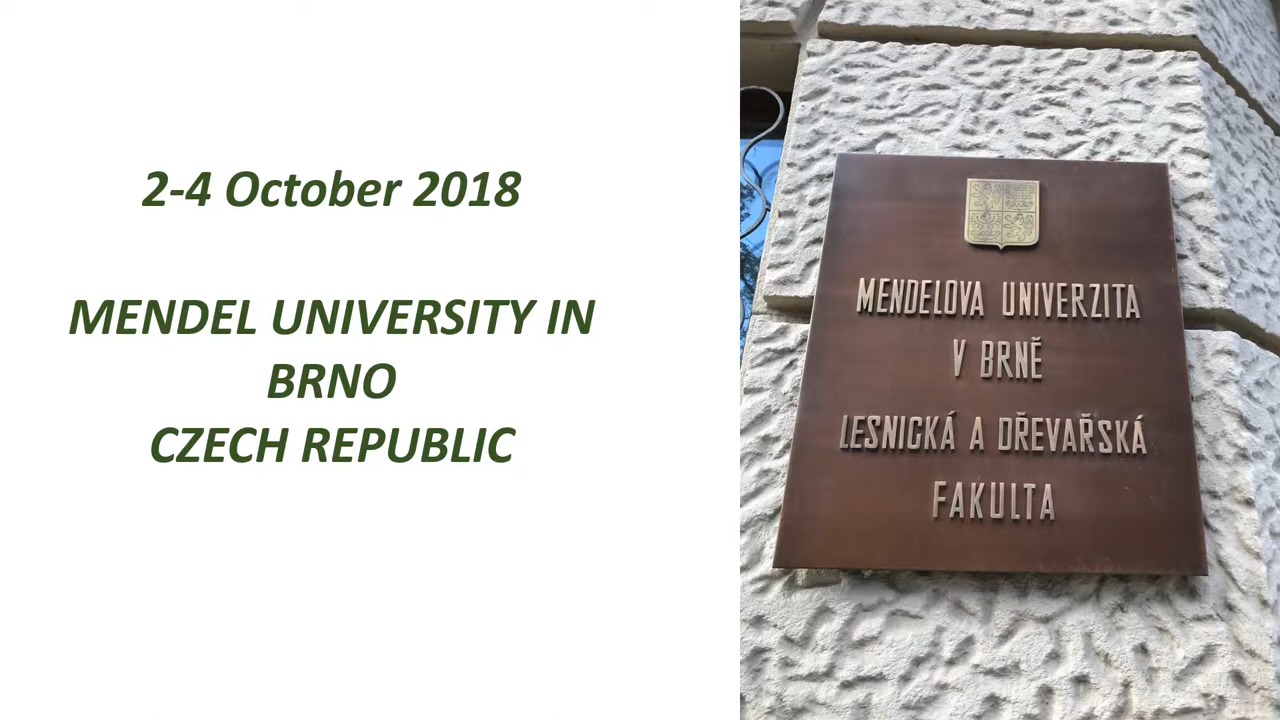 2-4 October 2018
MENDEL UNIVERSITY IN
BRNO
CZECH REPUBLIC
MENDELOVA UNIVERZITA
V BRNĚ
LESNICKÁ A DŘEVAŘSKÁ
FAKULTA